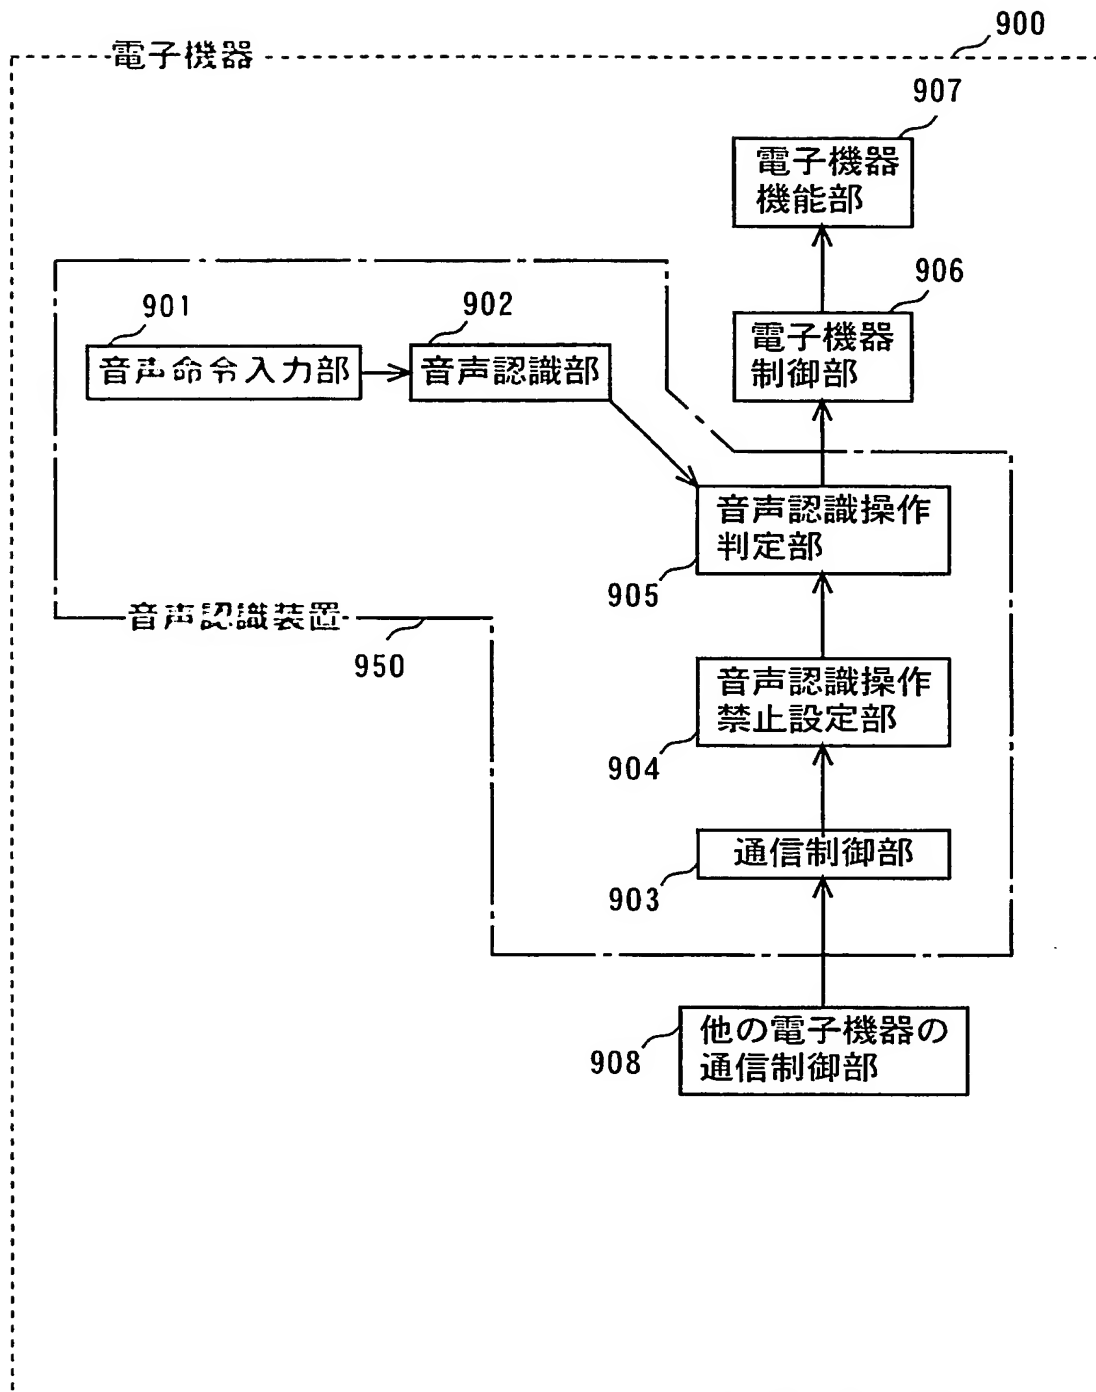 電子機器
900
907
電子機器
機能部
906
電子機器
制御部
901
音声命令入力部
902
音声認識部
音声認識操作
判定部
905
音声認識装置
950
音声認識操作
禁止設定部
904
通信制御部
903
他の電子機器の
通信制御部
908